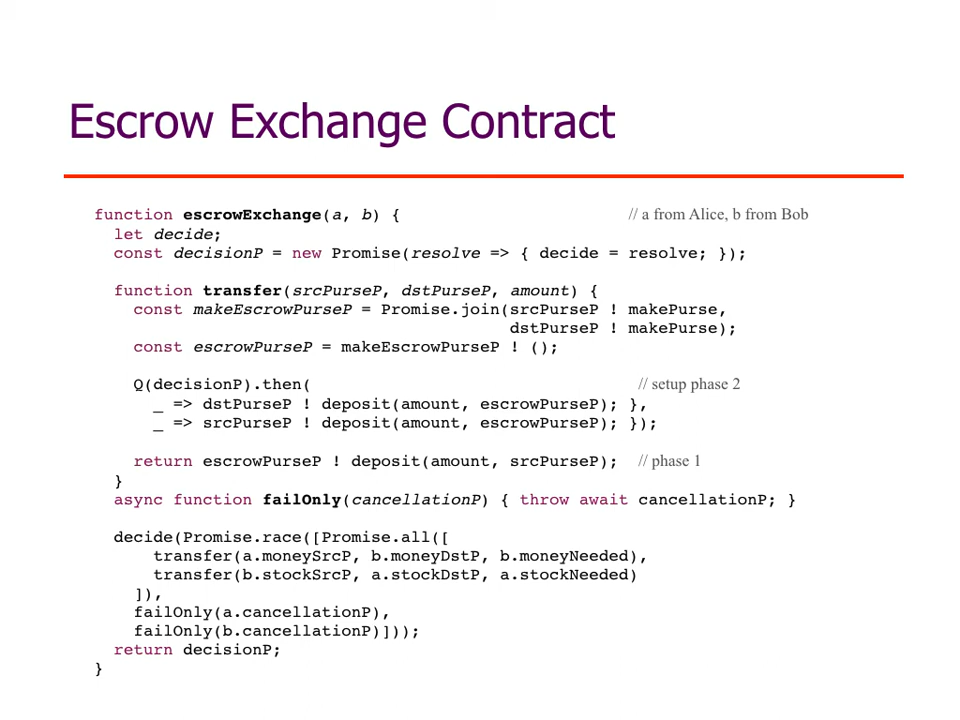 Escrow Exchange Contract
function escrowExchange(a, b) { // a from Alice, b from Bob
let decide;
const decisionP = new Promise(resolve => { decide = resolve; });
function transfer(srcPurseP, dstPurseP, amount) {
const makeEscrowPurseP = Promise.join(srcPurseP ! makePurse,
dstPurseP ! makePurse);
const escrowPurseP = makeEscrowPurseP ! ();
Q(decisionP).then( // setup phase 2
_ => dstPurseP ! deposit(amount, escrowPurseP); },
_ => srcPurseP ! deposit(amount, escrowPurseP); });
return escrowPurseP ! deposit(amount, srcPurseP); // phase 1
}
async function failOnly(cancellationP) { throw await cancellationP; }
decide(Promise.race([Promise.all([
transfer(a.moneySrcP, b.moneyDstP, b.moneyNeeded),
transfer(b.stockSrcP, a.stockDstP, a.stockNeeded)
]),
failOnly(a.cancellationP),
failOnly(b.cancellationP)]));
return decisionP;
}